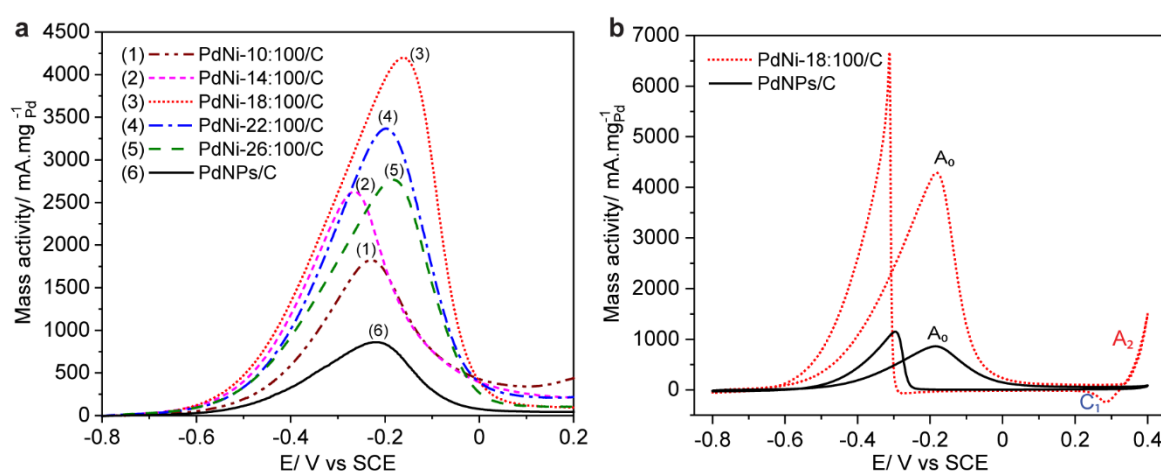 a
Mass activity/ mA.mg⁻¹Pd
4500
4000
3500
3000
2500
2000
1500
1000
500
0
(1) PdNi-10:100/C
(2) PdNi-14:100/C
(3) PdNi-18:100/C
(4) PdNi-22:100/C
(5) PdNi-26:100/C
(6) PdNPs/C
(3)
(4)
(2)
(5)
(1)
(6)
-0.8 -0.6 -0.4 -0.2 0 0.2
E/ V vs SCE
b
Mass activity/ mA.mg⁻¹Pd
7000
6000
5000
4000
3000
2000
1000
0
PdNi-18:100/C
PdNPs/C
A₀
A₀
A₂
C₁
-0.8 -0.6 -0.4 -0.2 0 0.2 0.4
E/ V vs SCE